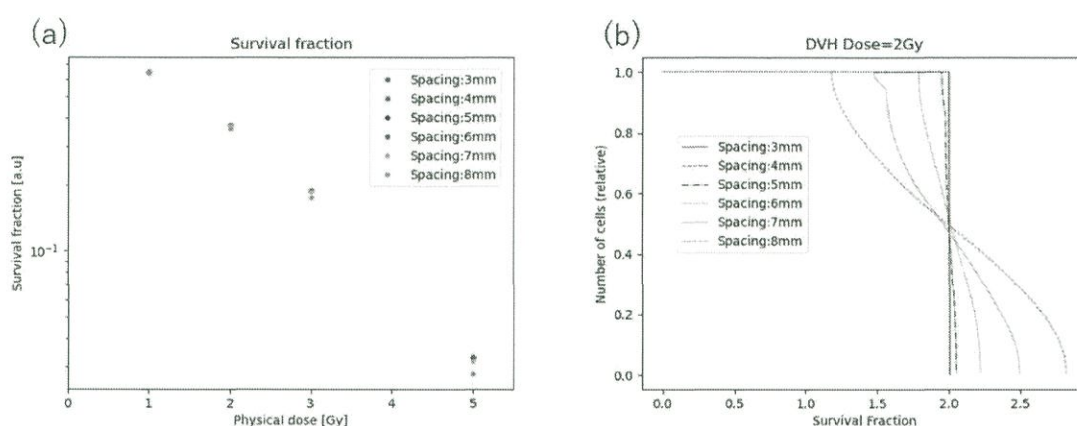 (a)
Survival fraction
Spacing:3mm
Spacing:4mm
Spacing:5mm
Spacing:6mm
Spacing:7mm
Spacing:8mm
Survival fraction [a.u]
10⁻¹
0 1 2 3 4 5
Physical dose [Gy]
(b)
DVH Dose=2Gy
1.0
0.8
0.6
0.4
0.2
0.0
Spacing:3mm
Spacing:4mm
Spacing:5mm
Spacing:6mm
Spacing:7mm
Spacing:8mm
Number of cells (relative)
0.0 0.5 1.0 1.5 2.0 2.5
Survival Fraction